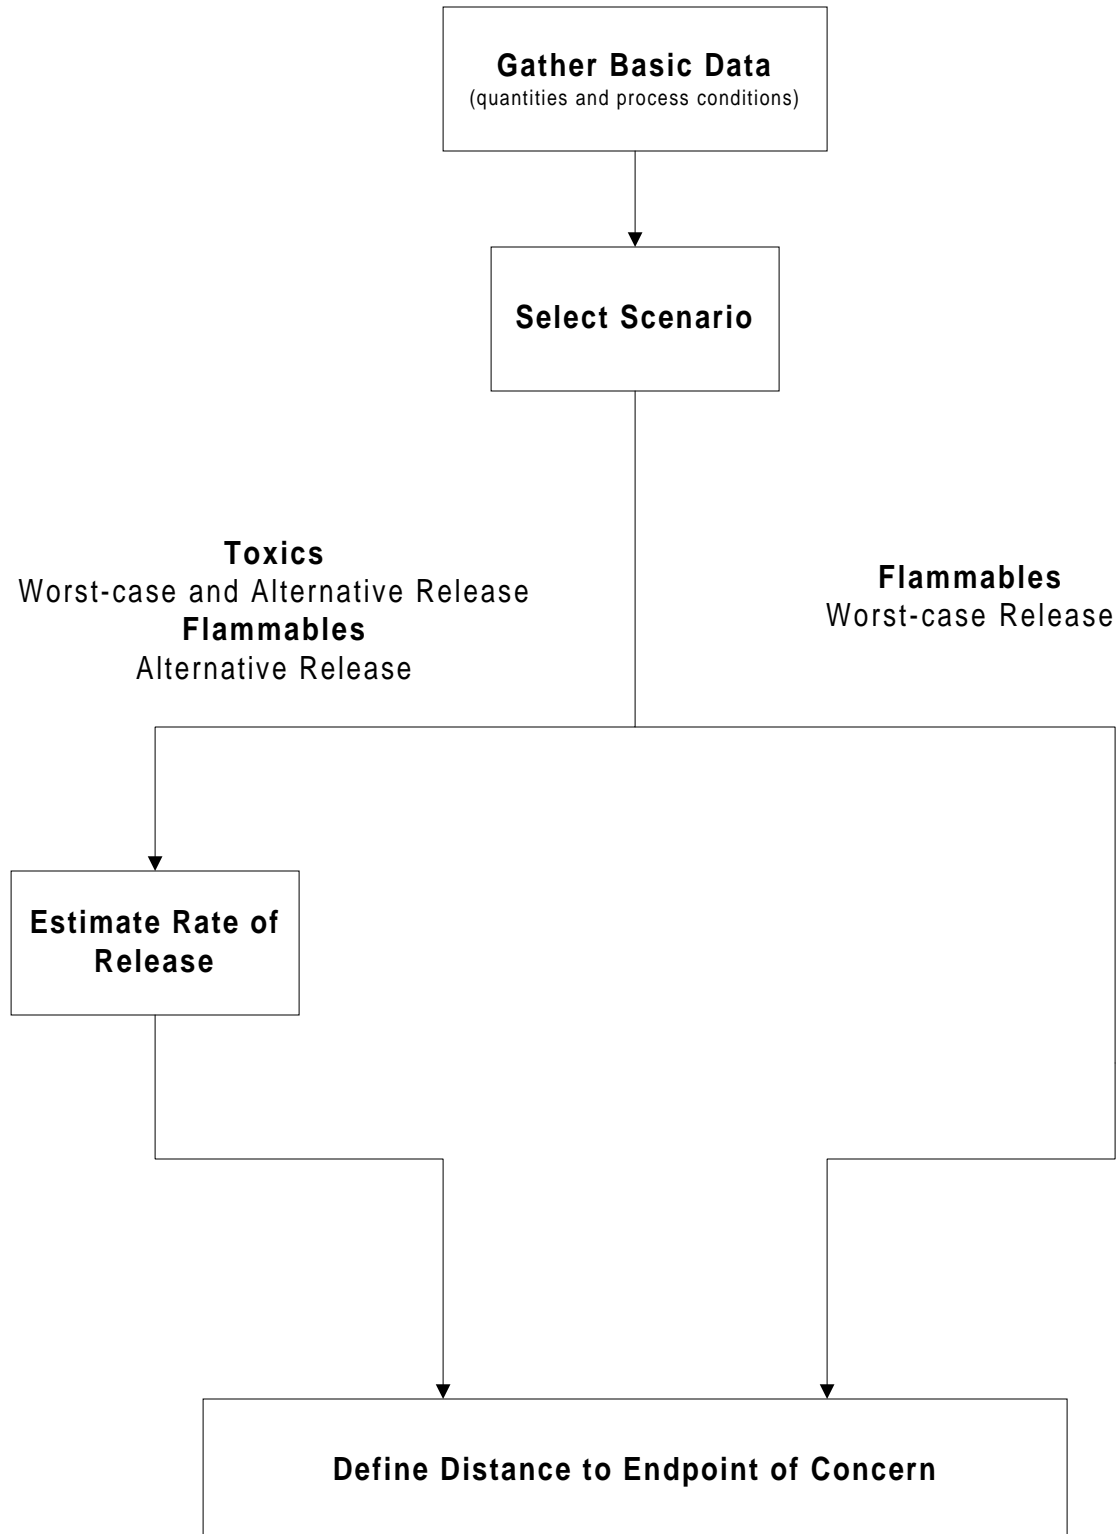 Gather Basic Data
(quantities and process conditions)
Select Scenario
Toxics
Worst-case and Alternative Release
Flammables
Alternative Release
Flammables
Worst-case Release
Estimate Rate of
Release
Define Distance to Endpoint of Concern